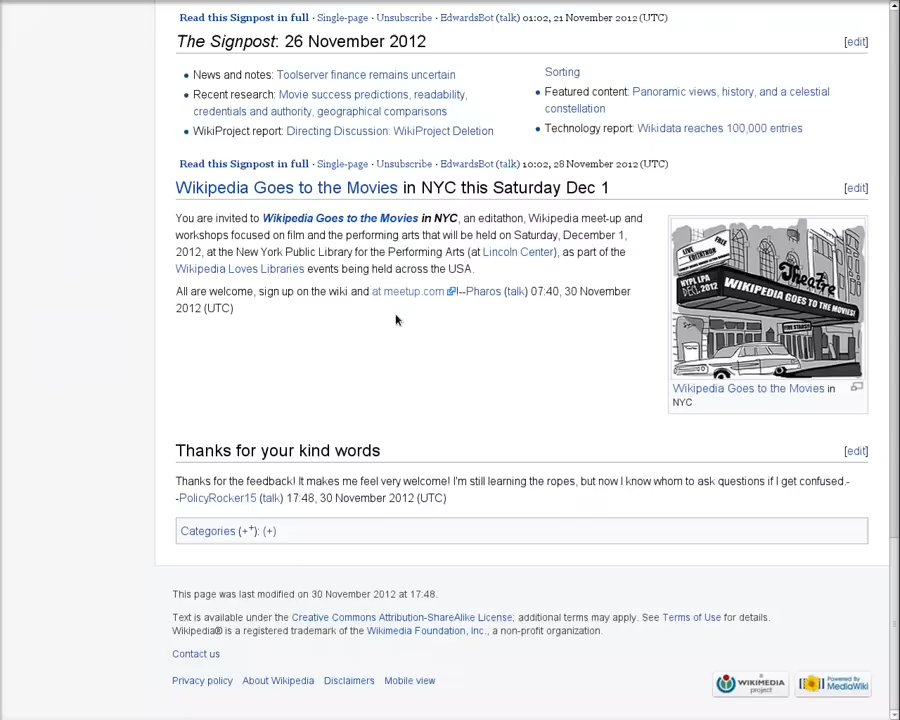 Read this Signpost in full · Single-page · Unsubscribe · EdwardsBot (talk) 01:02, 21 November 2012 (UTC)
The Signpost: 26 November 2012
[edit]
• News and notes: Toolserver finance remains uncertain
• Recent research: Movie success predictions, readability,
credentials and authority, geographical comparisons
• WikiProject report: Directing Discussion: WikiProject Deletion
Sorting
• Featured content: Panoramic views, history, and a celestial
constellation
• Technology report: Wikidata reaches 100,000 entries
Read this Signpost in full · Single-page · Unsubscribe · EdwardsBot (talk) 10:02, 28 November 2012 (UTC)
Wikipedia Goes to the Movies in NYC this Saturday Dec 1
[edit]
You are invited to Wikipedia Goes to the Movies in NYC, an editathon, Wikipedia meet-up and
workshops focused on film and the performing arts that will be held on Saturday, December 1,
2012, at the New York Public Library for the Performing Arts (at Lincoln Center), as part of the
Wikipedia Loves Libraries events being held across the USA.
All are welcome, sign up on the wiki and at meetup.com!--Pharos (talk) 07:40, 30 November
2012 (UTC)
LIVE
EDITATHON
FREE
Theatre
NYPL LPA
DEC. 2012
WIKIPEDIA GOES TO THE MOVIES!
Wikipedia Goes to the Movies in
NYC
Thanks for your kind words
[edit]
Thanks for the feedback! It makes me feel very welcome! I'm still learning the ropes, but now I know whom to ask questions if I get confused.-
-PolicyRocker15 (talk) 17:48, 30 November 2012 (UTC)
Categories (++): (+)
This page was last modified on 30 November 2012 at 17:48.
Text is available under the Creative Commons Attribution-ShareAlike License; additional terms may apply. See Terms of Use for details.
Wikipedia® is a registered trademark of the Wikimedia Foundation, Inc., a non-profit organization.
Contact us
Privacy policy
About Wikipedia
Disclaimers
Mobile view
A
WIKIMEDIA
project
Powered By
MediaWiki